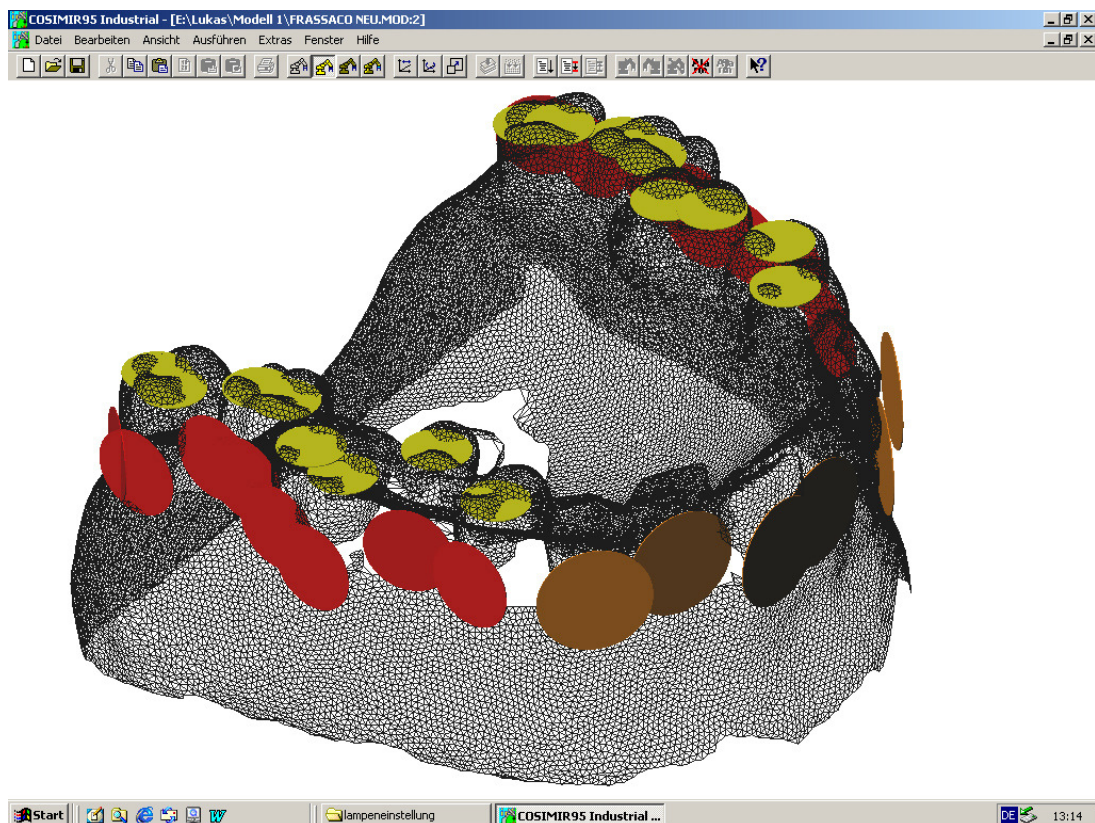 COSIMIR95 Industrial - [E:\Lukas\Modell 1\FRASSACO NEU.MOD:2]
Datei Bearbeiten Ansicht Ausführen Extras Fenster Hilfe
Start lampeneinstellung COSIMIR95 Industrial ... DE 13:14